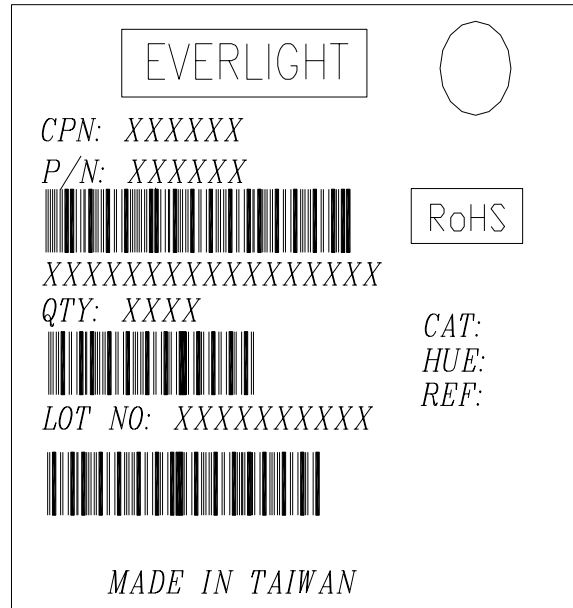 EVERLIGHT
CPN: XXXXXX
P/N: XXXXXX
RoHS
XXXXXXXXXXXXXXXXX
QTY: XXXX
CAT:
HUE:
REF:
LOT NO: XXXXXXXXXX
MADE IN TAIWAN